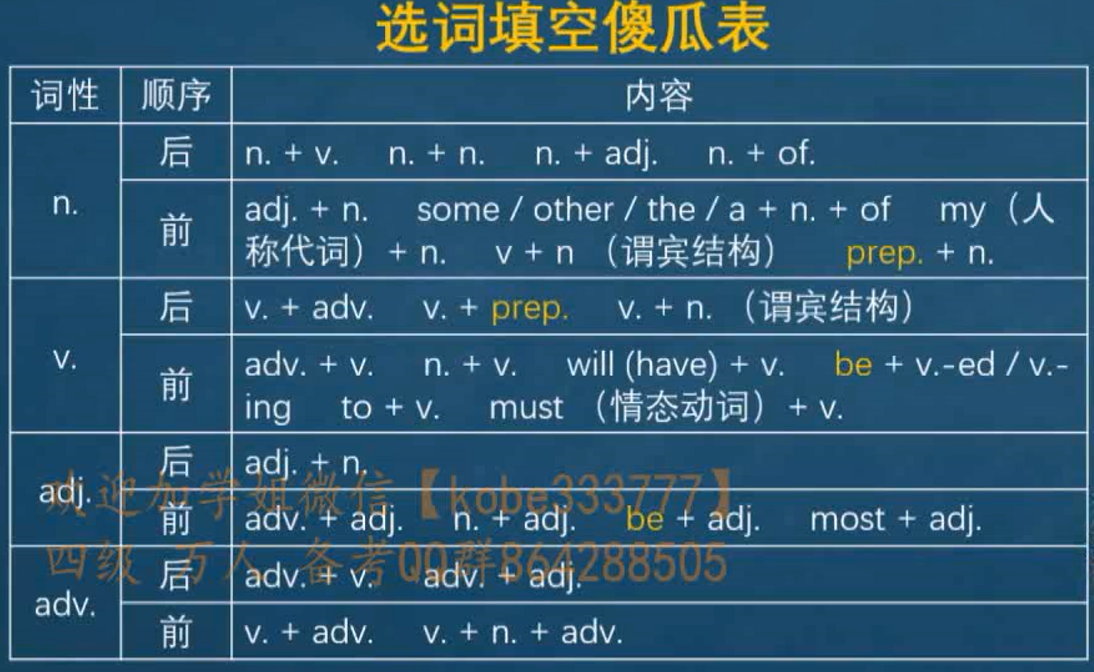 选词填空傻瓜表
词性 顺序 内容
n.
后 n. + v. n. + n. n. + adj. n. + of.
前 adj. + n. some / other / the / a + n. + of my（人
称代词）+ n. v + n （谓宾结构） prep. + n.
v.
后 v. + adv. v. + prep. v. + n. （谓宾结构）
前 adv. + v. n. + v. will (have) + v. be + v.-ed / v.-
ing to + v. must （情态动词）+ v.
adj.
后 adj. + n.
前 adv. + adj. n. + adj. be + adj. most + adj.
adv.
后 adv. + v. adv. + adj.
前 v. + adv. v. + n. + adv.
欢迎加学姐微信【kobe333777】
四级 万人 备考QQ群864288505